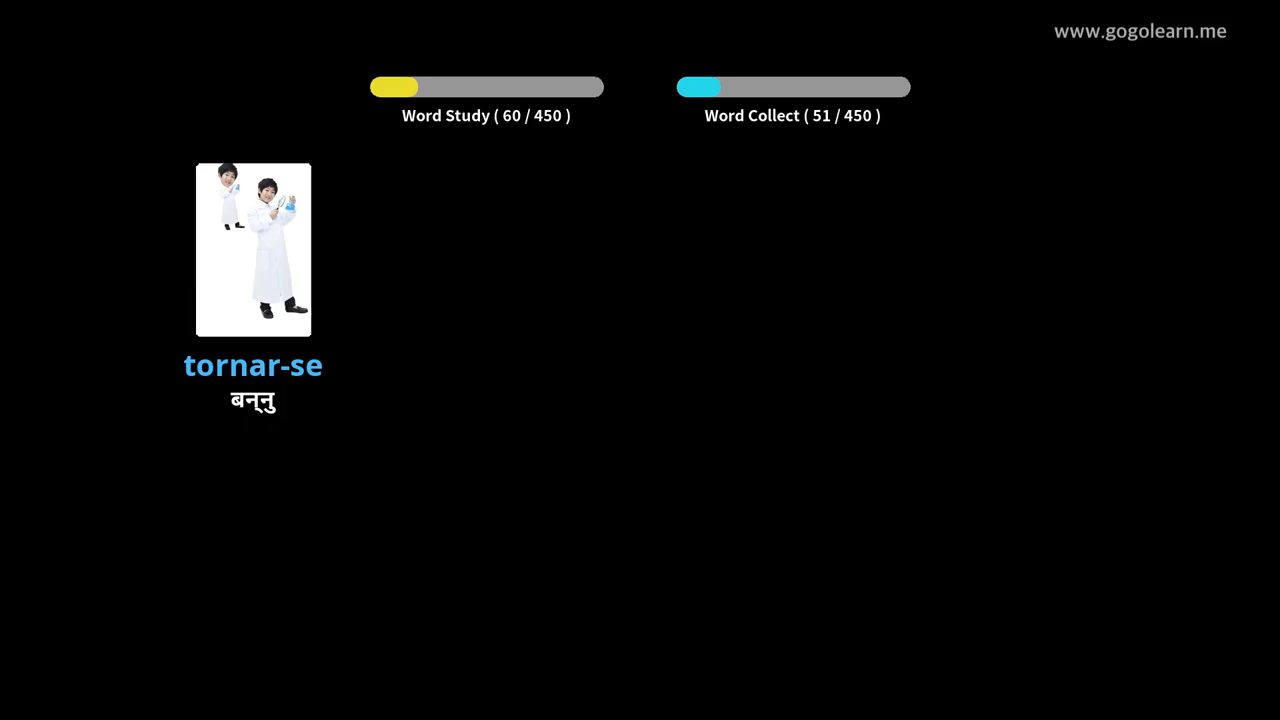 www.gogolearn.me
Word Study ( 60 / 450 )
Word Collect ( 51 / 450 )
tornar-se
बन्नु